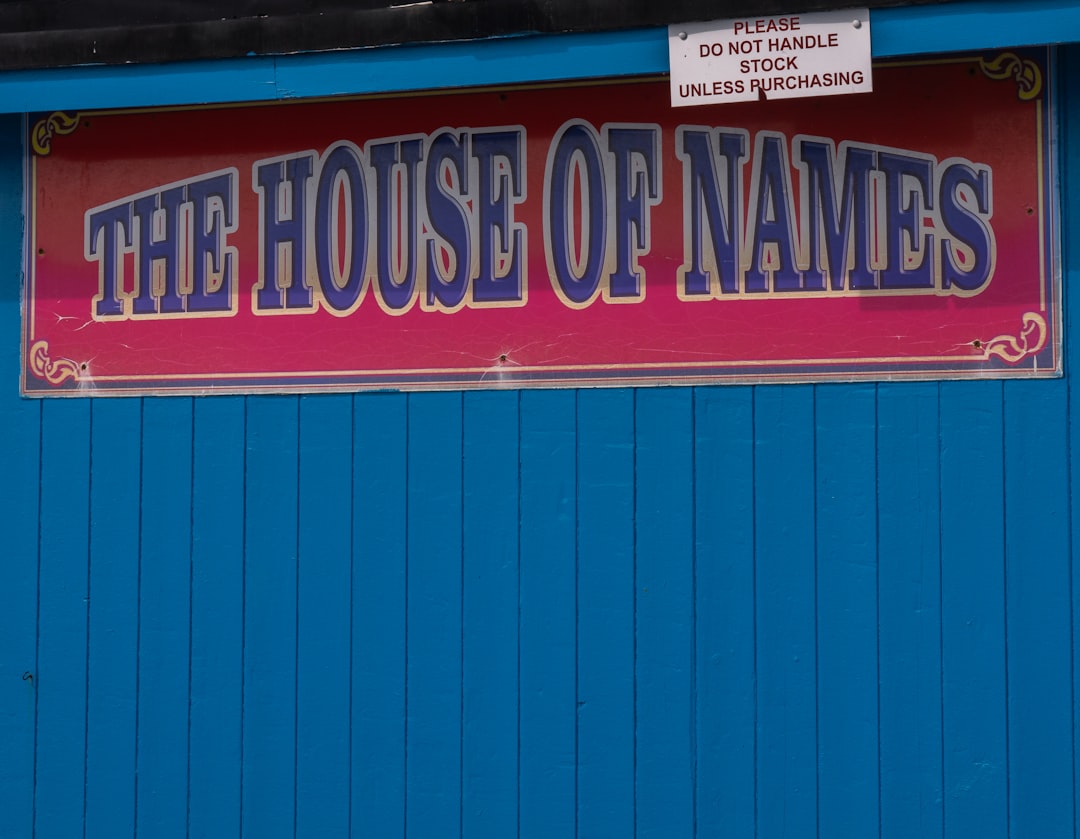 PLEASE
DO NOT HANDLE
STOCK
UNLESS PURCHASING
THE HOUSE OF NAMES